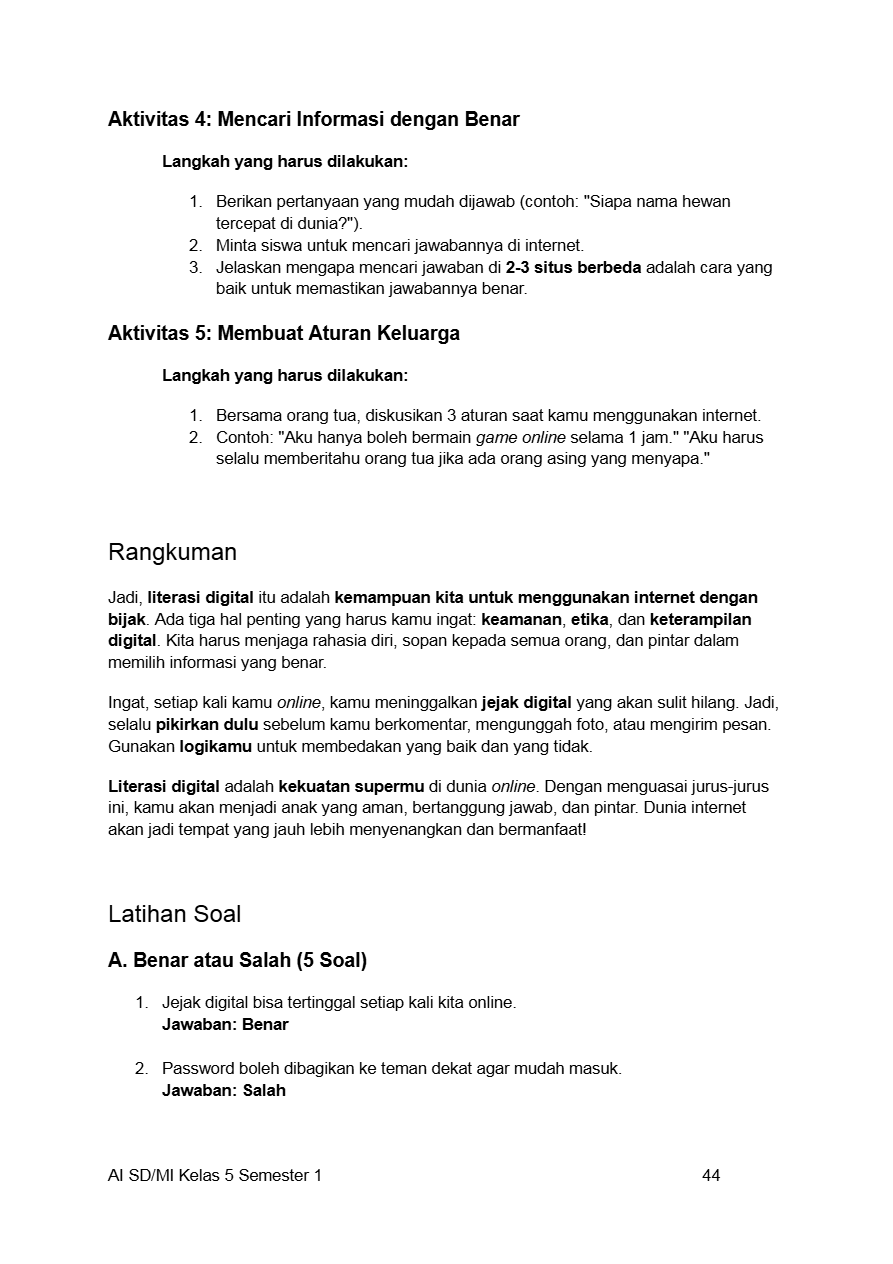 Aktivitas 4: Mencari Informasi dengan Benar
Langkah yang harus dilakukan:
1. Berikan pertanyaan yang mudah dijawab (contoh: "Siapa nama hewan
tercepat di dunia?").
2. Minta siswa untuk mencari jawabannya di internet.
3. Jelaskan mengapa mencari jawaban di 2-3 situs berbeda adalah cara yang
baik untuk memastikan jawabannya benar.
Aktivitas 5: Membuat Aturan Keluarga
Langkah yang harus dilakukan:
1. Bersama orang tua, diskusikan 3 aturan saat kamu menggunakan internet.
2. Contoh: "Aku hanya boleh bermain game online selama 1 jam." "Aku harus
selalu memberitahu orang tua jika ada orang asing yang menyapa."
Rangkuman
Jadi, literasi digital itu adalah kemampuan kita untuk menggunakan internet dengan
bijak. Ada tiga hal penting yang harus kamu ingat: keamanan, etika, dan keterampilan
digital. Kita harus menjaga rahasia diri, sopan kepada semua orang, dan pintar dalam
memilih informasi yang benar.
Ingat, setiap kali kamu online, kamu meninggalkan jejak digital yang akan sulit hilang. Jadi,
selalu pikirkan dulu sebelum kamu berkomentar, mengunggah foto, atau mengirim pesan.
Gunakan logikamu untuk membedakan yang baik dan yang tidak.
Literasi digital adalah kekuatan supermu di dunia online. Dengan menguasai jurus-jurus
ini, kamu akan menjadi anak yang aman, bertanggung jawab, dan pintar. Dunia internet
akan jadi tempat yang jauh lebih menyenangkan dan bermanfaat!
Latihan Soal
A. Benar atau Salah (5 Soal)
1. Jejak digital bisa tertinggal setiap kali kita online.
Jawaban: Benar
2. Password boleh dibagikan ke teman dekat agar mudah masuk.
Jawaban: Salah
AI SD/MI Kelas 5 Semester 1 44